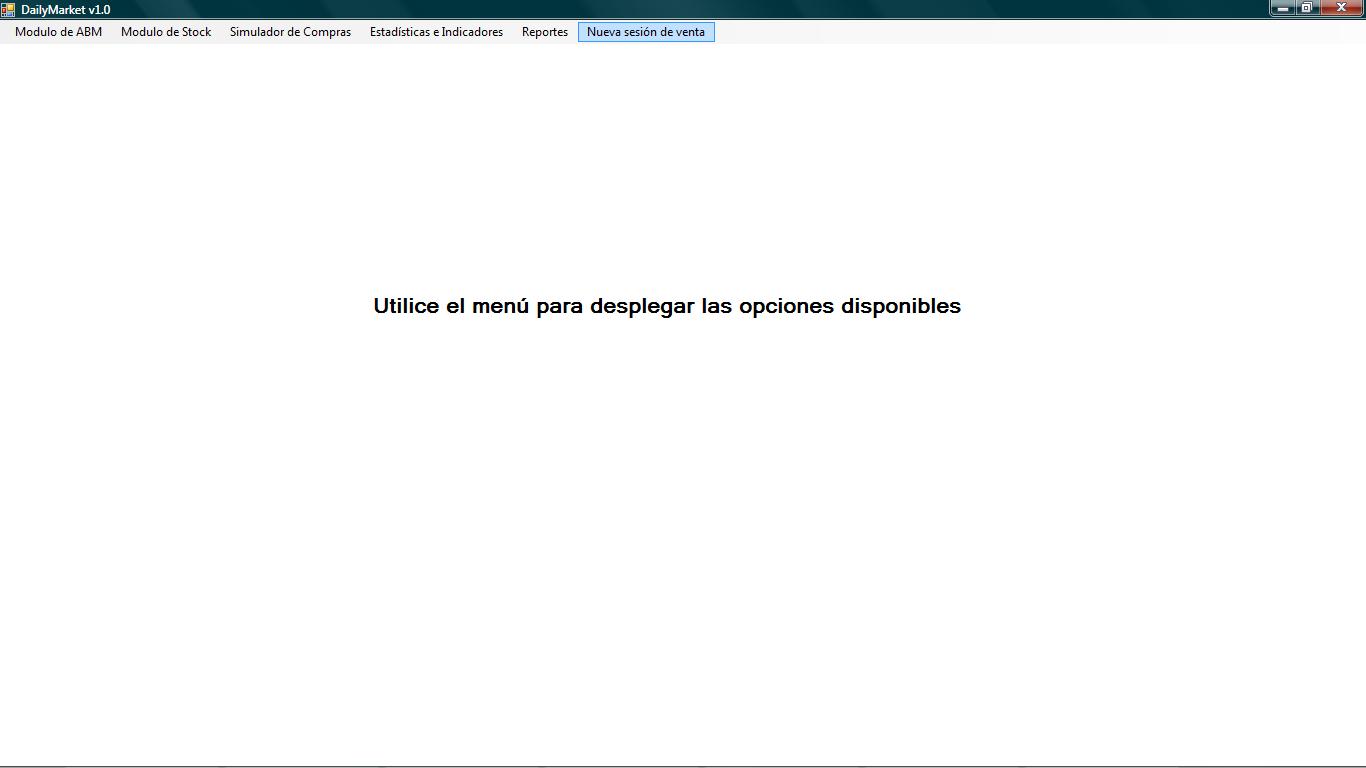 DailyMarket v1.0
Modulo de ABM Modulo de Stock Simulador de Compras Estadísticas e Indicadores Reportes Nueva sesión de venta
Utilice el menú para desplegar las opciones disponibles